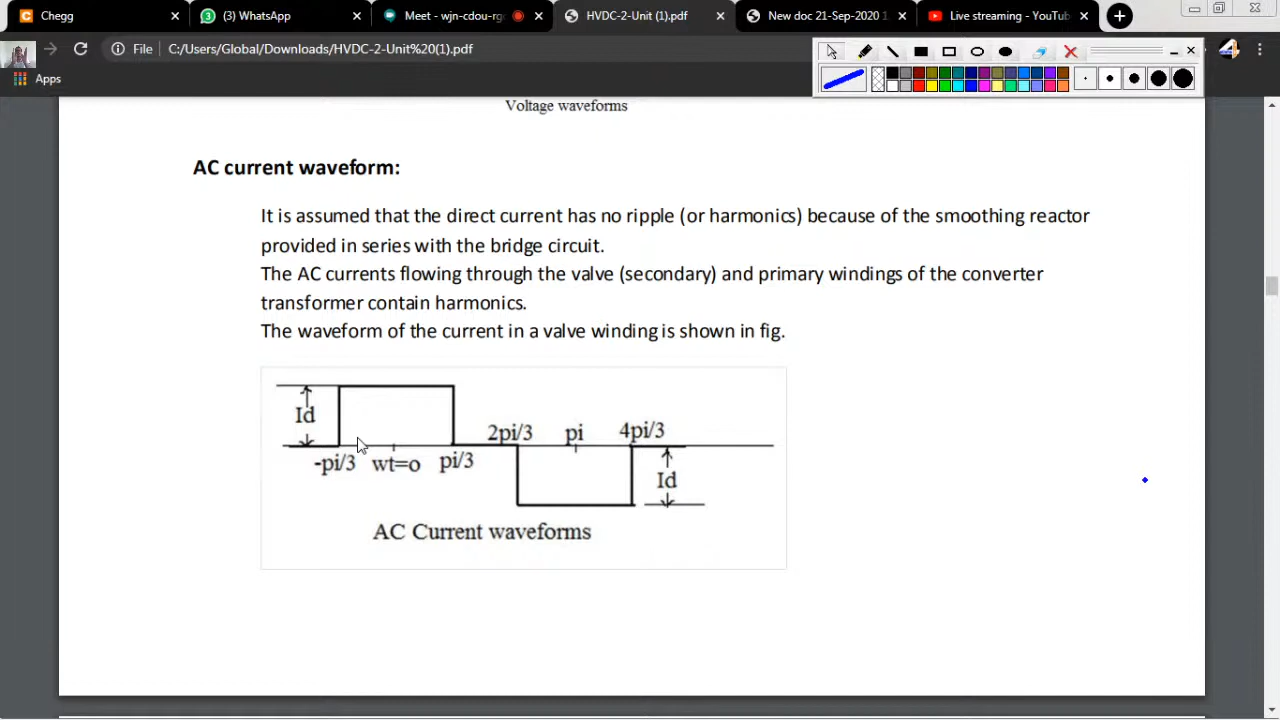 Chegg
(3) WhatsApp
Meet - wjn-cdou-rg
HVDC-2-Unit (1).pdf
New doc 21-Sep-2020 1
Live streaming - YouTub
File
C:/Users/Global/Downloads/HVDC-2-Unit%20(1).pdf
Apps
Voltage waveforms
AC current waveform:
It is assumed that the direct current has no ripple (or harmonics) because of the smoothing reactor
provided in series with the bridge circuit.
The AC currents flowing through the valve (secondary) and primary windings of the converter
transformer contain harmonics.
The waveform of the current in a valve winding is shown in fig.
Id
2pi/3 pi 4pi/3
-pi/3 wt=o pi/3
Id
AC Current waveforms